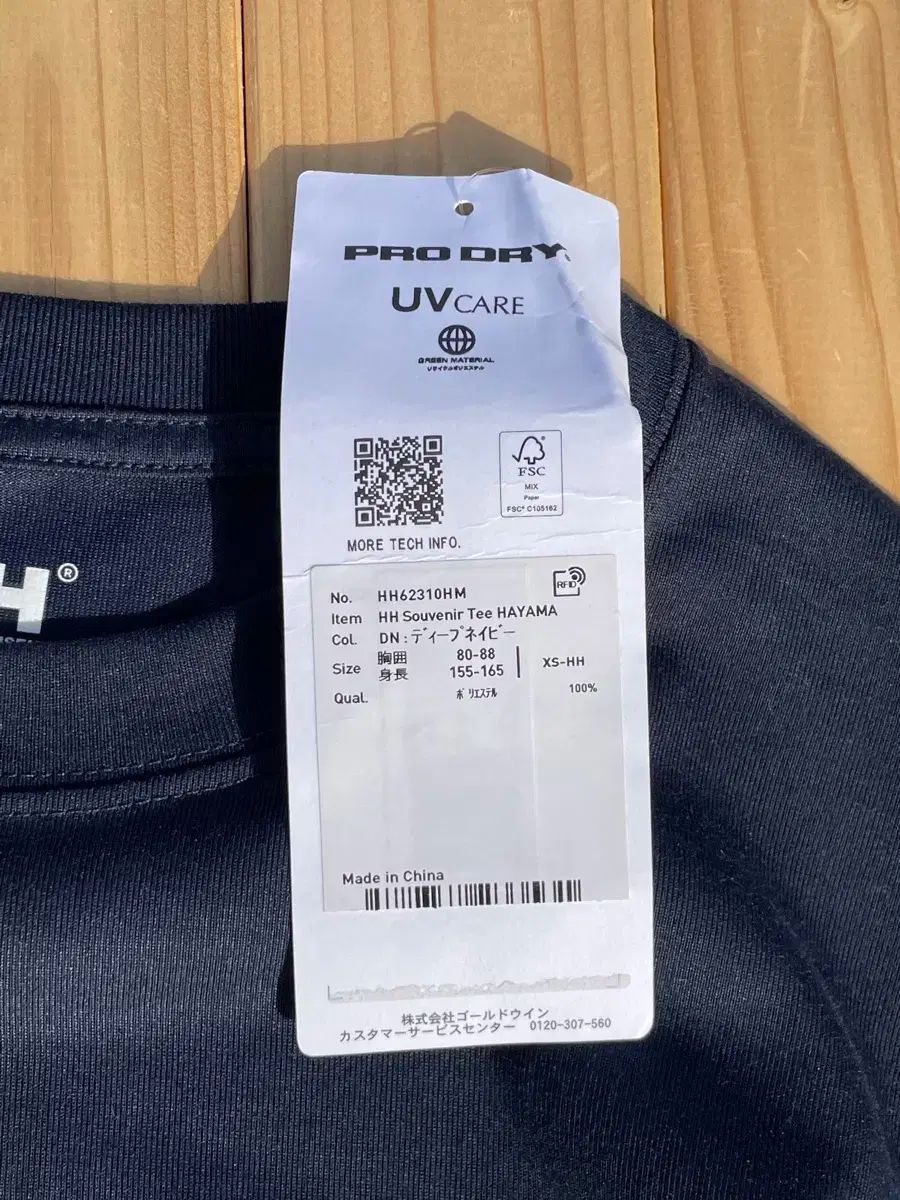 PRO DRY
UV CARE
GREEN MATERIAL
リサイクルポリエステル
FSC
MIX
Paper
FSC® C105162
MORE TECH INFO.
RFID
No. HH62310HM
Item HH Souvenir Tee HAYAMA
Col. DN:ディープネイビー
Size 胸囲 80-88 XS-HH
身長 155-165
Qual. ポリエステル 100%
H®
Made in China
株式会社ゴールドウイン
カスタマーサービスセンター 0120-307-560